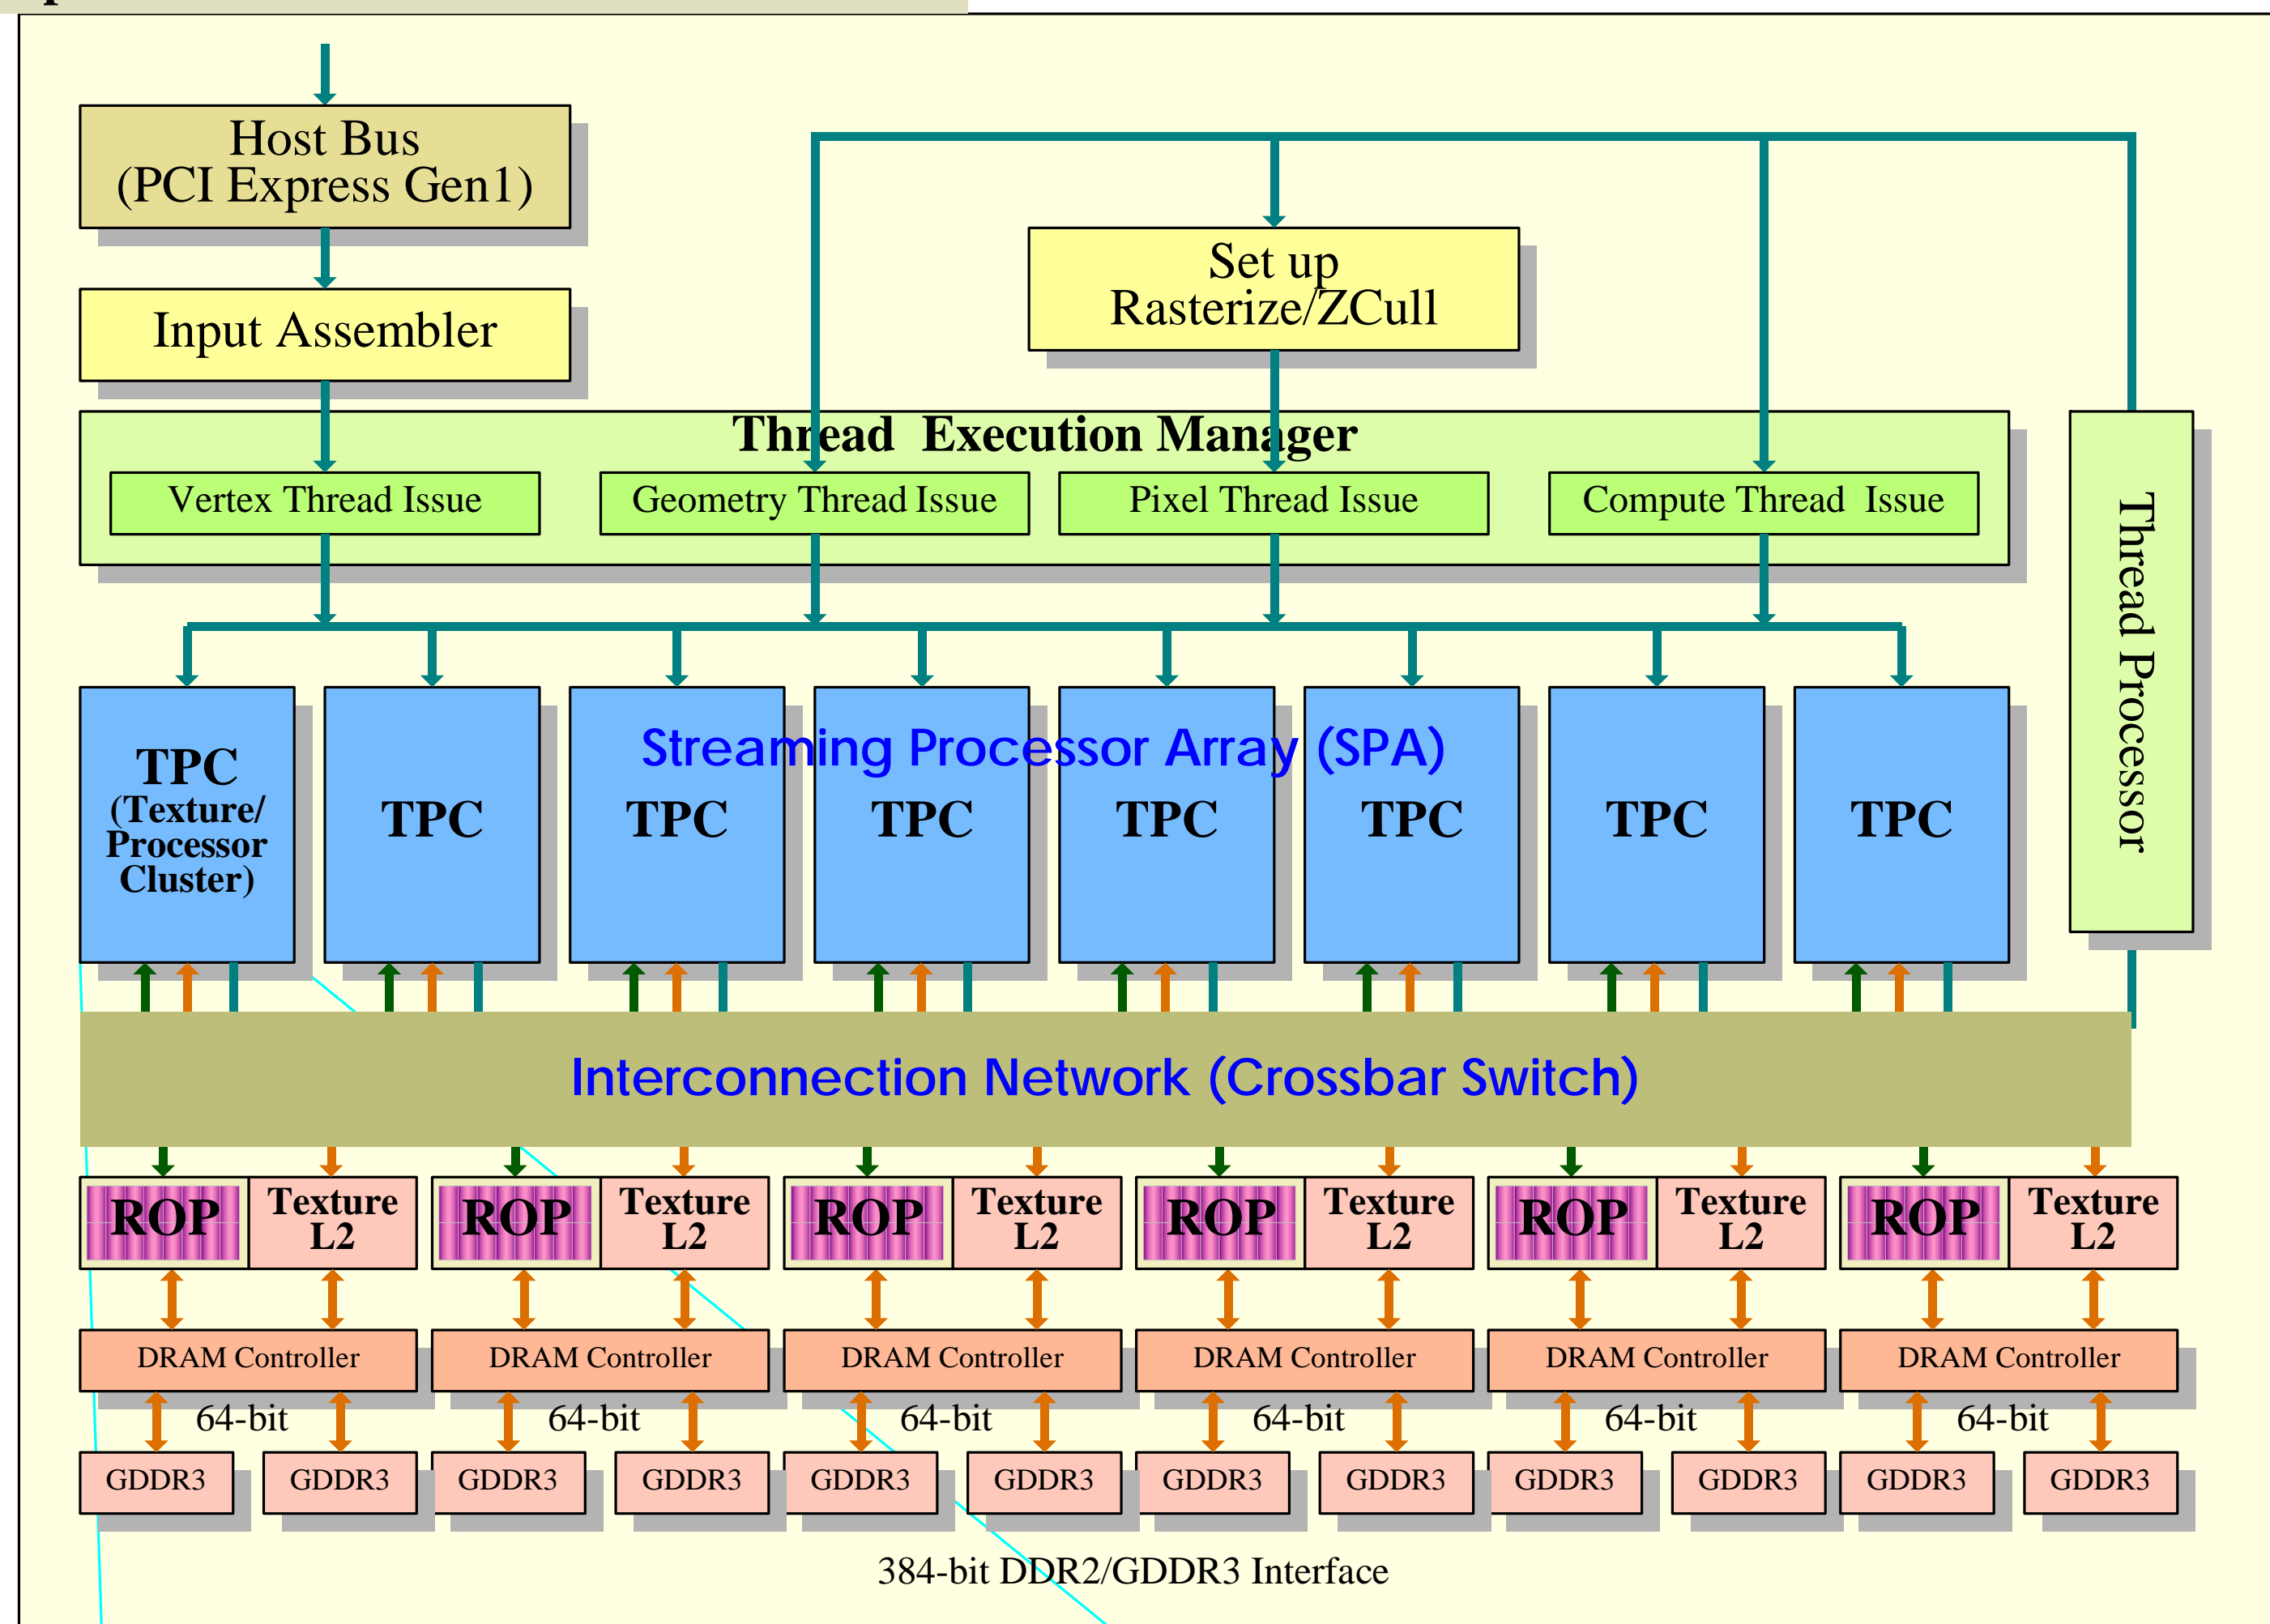 Host Bus
(PCI Express Gen1)
Set up
Rasterize/ZCull
Input Assembler
Thread Execution Manager
Vertex Thread Issue
Geometry Thread Issue
Pixel Thread Issue
Compute Thread Issue
Thread Processor
Streaming Processor Array (SPA)
TPC
(Texture/
Processor
Cluster)
TPC
TPC
TPC
TPC
TPC
TPC
TPC
Interconnection Network (Crossbar Switch)
ROP
Texture
L2
ROP
Texture
L2
ROP
Texture
L2
ROP
Texture
L2
ROP
Texture
L2
ROP
Texture
L2
DRAM Controller
DRAM Controller
DRAM Controller
DRAM Controller
DRAM Controller
DRAM Controller
64-bit
64-bit
64-bit
64-bit
64-bit
64-bit
GDDR3
GDDR3
GDDR3
GDDR3
GDDR3
GDDR3
GDDR3
GDDR3
GDDR3
GDDR3
GDDR3
GDDR3
384-bit DDR2/GDDR3 Interface